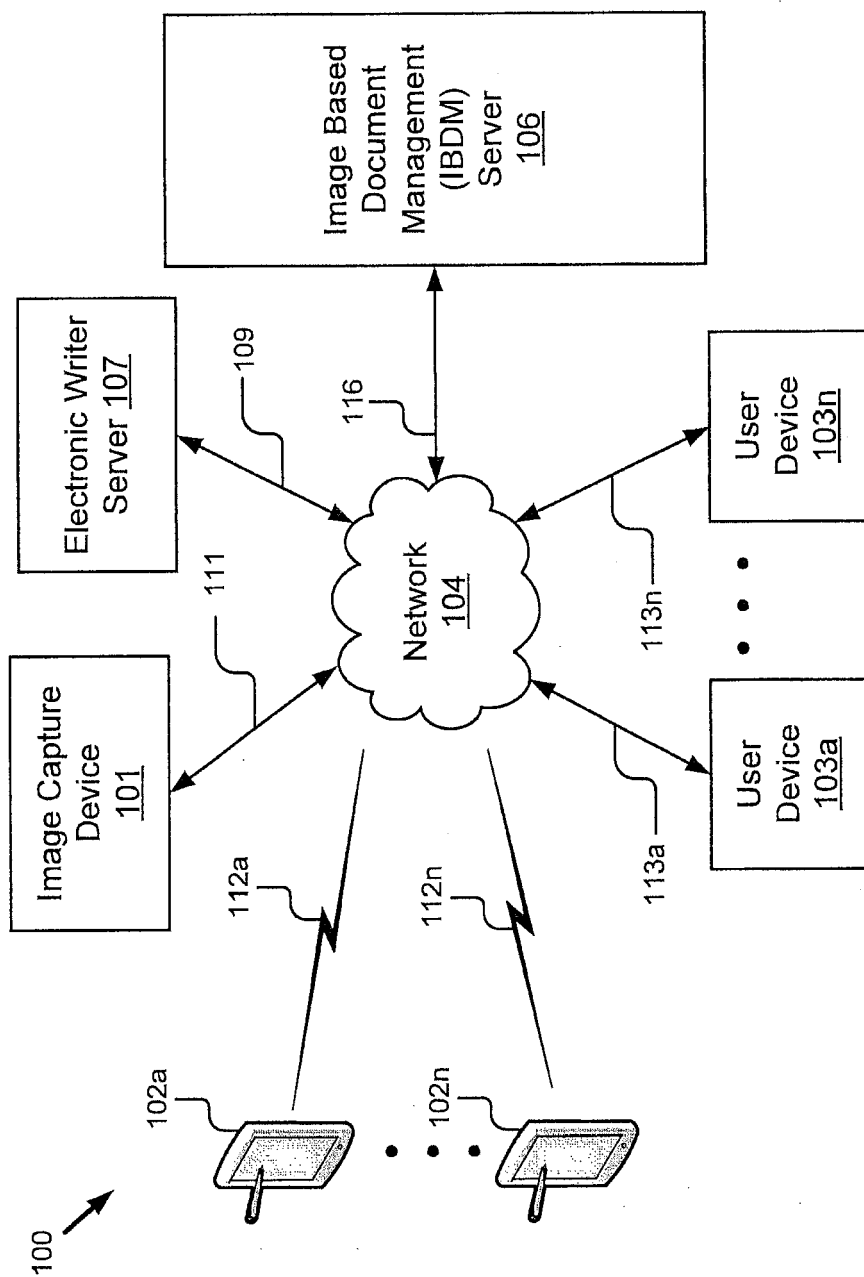 100
102a
102n
112a
112n
Image Capture
Device
101
111
Electronic Writer
Server 107
109
Network
104
116
Image Based
Document
Management
(IBDM)
Server
106
113a
113n
User
Device
103a
User
Device
103n